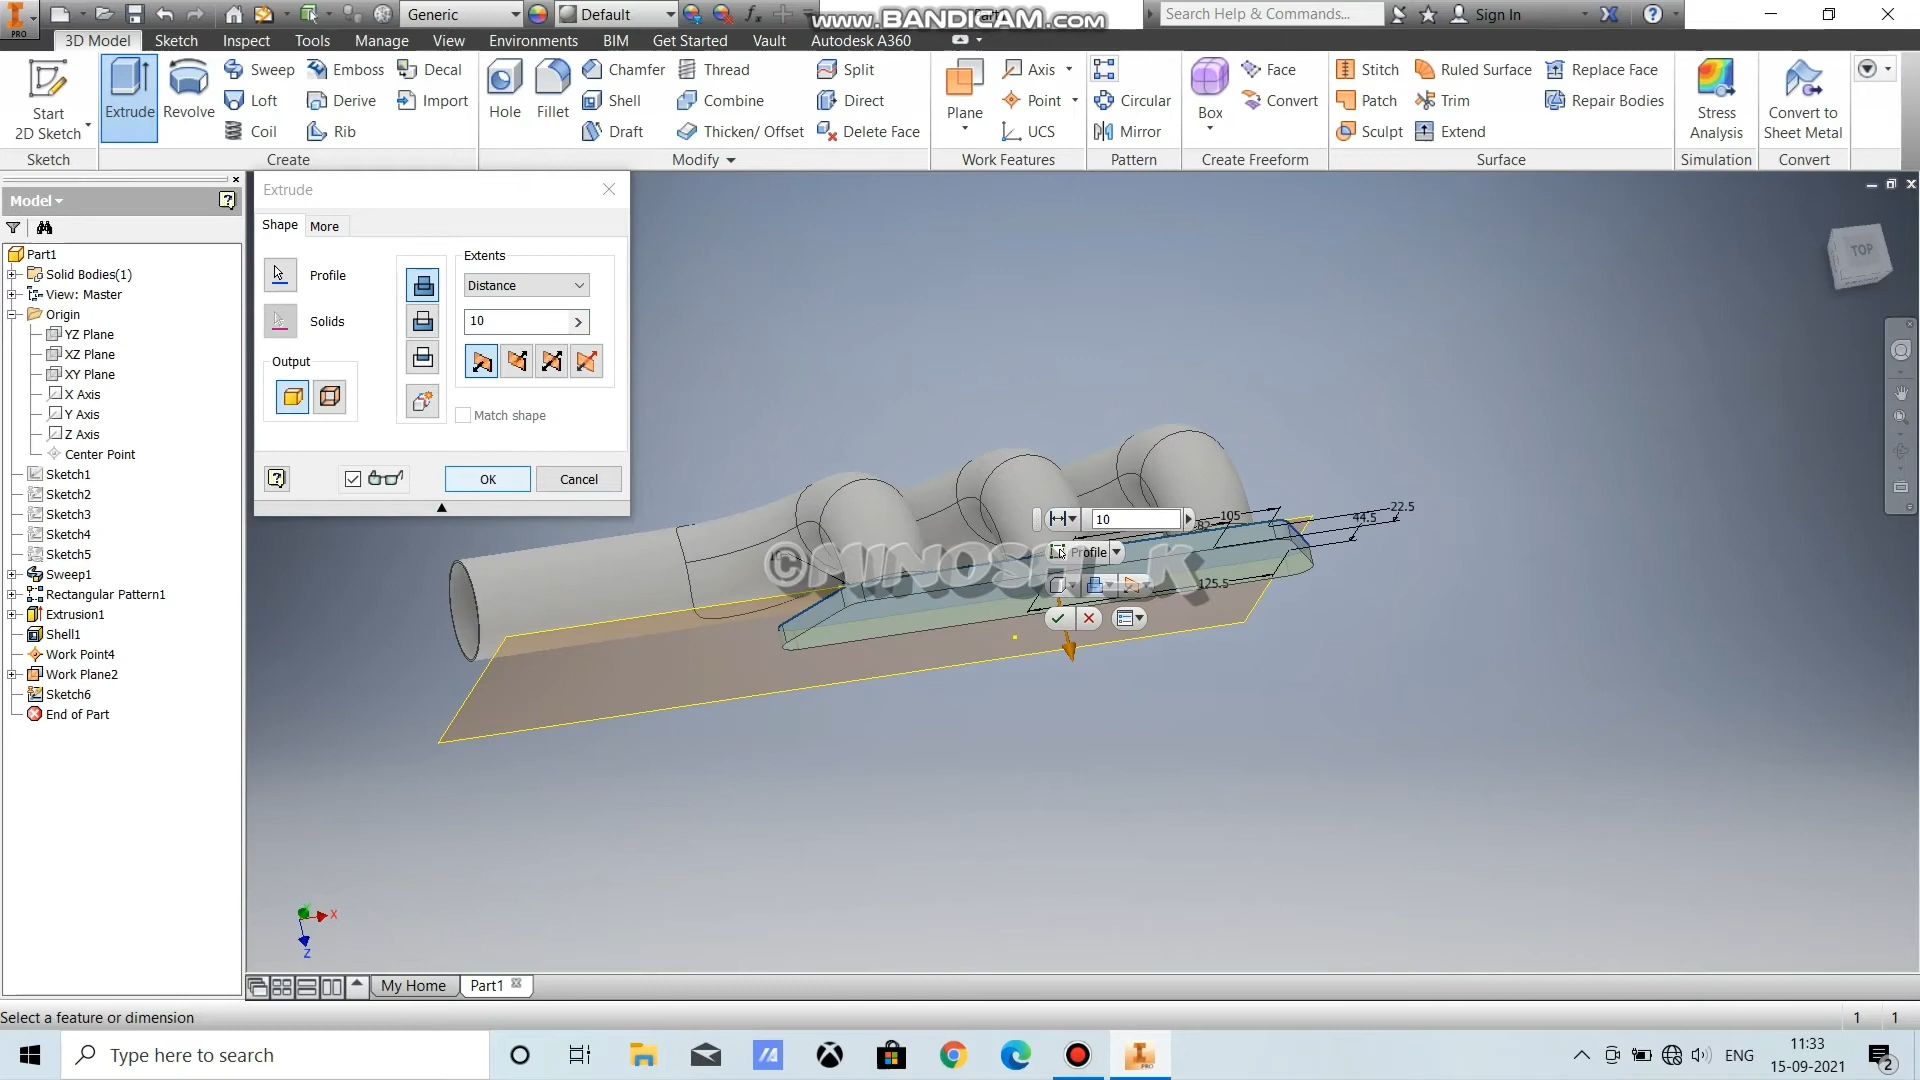 Generic
Default
www.BANDICAM.com
Search Help & Commands...
Sign In
PRO
3D Model
Sketch
Inspect
Tools
Manage
View
Environments
BIM
Get Started
Vault
Autodesk A360
Start
2D Sketch
Extrude
Revolve
Sweep
Loft
Coil
Emboss
Derive
Rib
Decal
Import
Hole
Fillet
Chamfer
Shell
Draft
Thread
Combine
Thicken/ Offset
Split
Direct
Delete Face
Plane
Axis
Point
UCS
Circular
Mirror
Box
Face
Convert
Stitch
Patch
Sculpt
Ruled Surface
Trim
Extend
Replace Face
Repair Bodies
Stress
Analysis
Convert to
Sheet Metal
Sketch
Create
Modify
Work Features
Pattern
Create Freeform
Surface
Simulation
Convert
Model
Part1
Solid Bodies(1)
View: Master
Origin
YZ Plane
XZ Plane
XY Plane
X Axis
Y Axis
Z Axis
Center Point
Sketch1
Sketch2
Sketch3
Sketch4
Sketch5
Sweep1
Rectangular Pattern1
Extrusion1
Shell1
Work Point4
Work Plane2
Sketch6
End of Part
Extrude
Shape
More
Profile
Solids
Output
Extents
Distance
10
Match shape
OK
Cancel
TOP
10
Profile
82
105
22.5
44.5
125.5
©MINOSHTLK
X
Z
My Home
Part1
Select a feature or dimension
1
1
Type here to search
PRO
ENG
11:33
15-09-2021
2